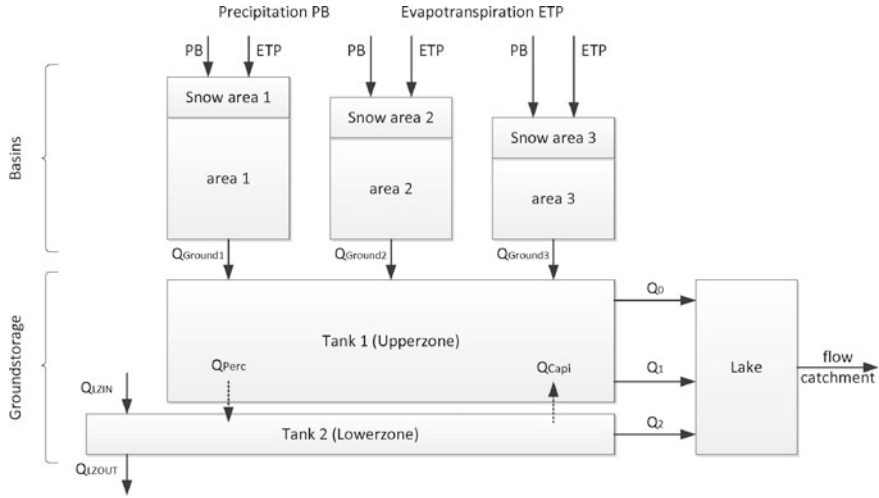 Precipitation PB
Evapotranspiration ETP
PB
ETP
PB
ETP
PB
ETP
Snow area 1
Snow area 2
Snow area 3
area 1
area 2
area 3
Basins
QGround1
QGround2
QGround3
Groundstorage
Tank 1 (Upperzone)
QPerc
QCapi
Q0
Q1
Q2
Lake
flow
catchment
QLZIN
Tank 2 (Lowerzone)
QLZOUT